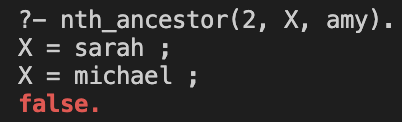 ?- nth_ancestor(2, X, amy).
X = sarah ;
X = michael ;
false.